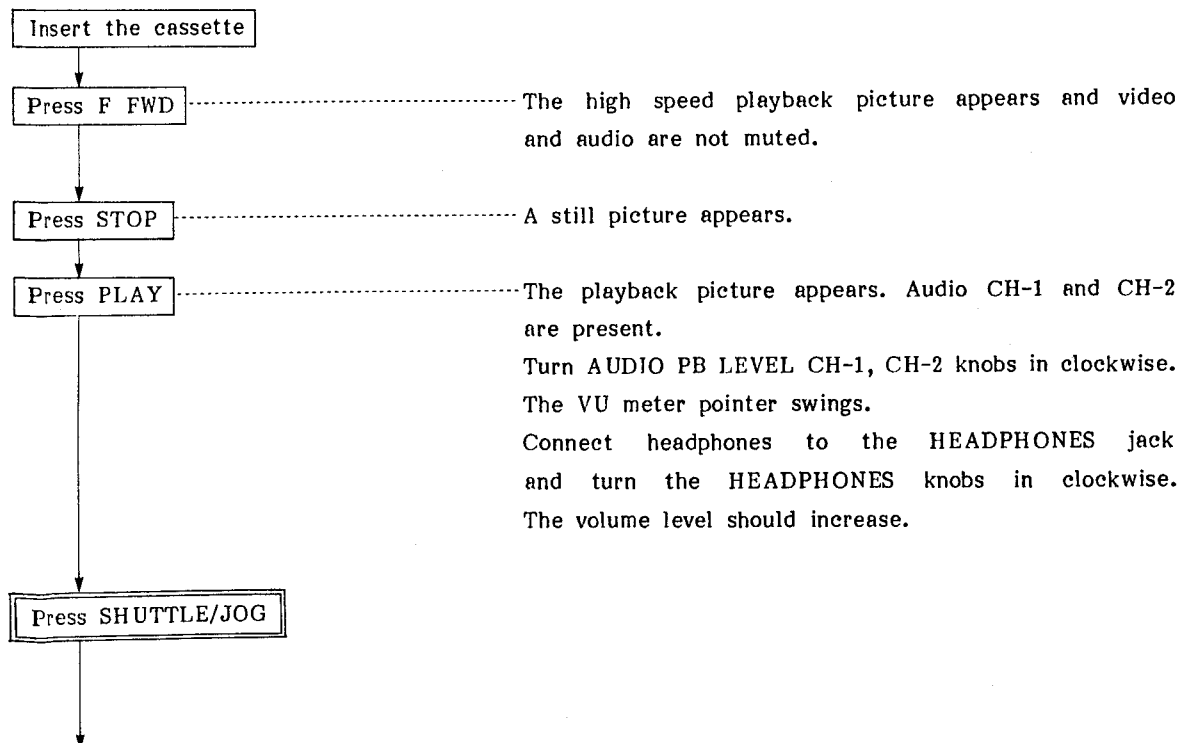 Insert the cassette
Press F FWD
The high speed playback picture appears and video
and audio are not muted.
Press STOP
A still picture appears.
Press PLAY
The playback picture appears. Audio CH-1 and CH-2
are present.
Turn AUDIO PB LEVEL CH-1, CH-2 knobs in clockwise.
The VU meter pointer swings.
Connect headphones to the HEADPHONES jack
and turn the HEADPHONES knobs in clockwise.
The volume level should increase.
Press SHUTTLE/JOG